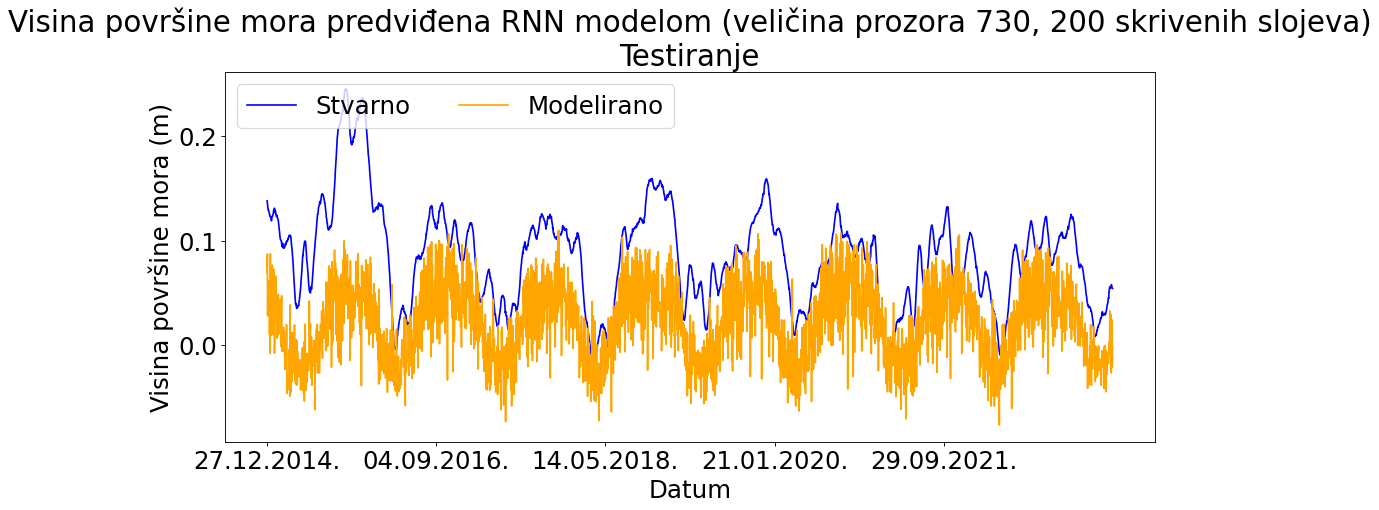 Visina površine mora predviđena RNN modelom (veličina prozora 730, 200 skrivenih slojeva)
Testiranje
Stvarno
Modelirano
Visina površine mora (m)
0.2
0.1
0.0
27.12.2014.
04.09.2016.
14.05.2018.
21.01.2020.
29.09.2021.
Datum